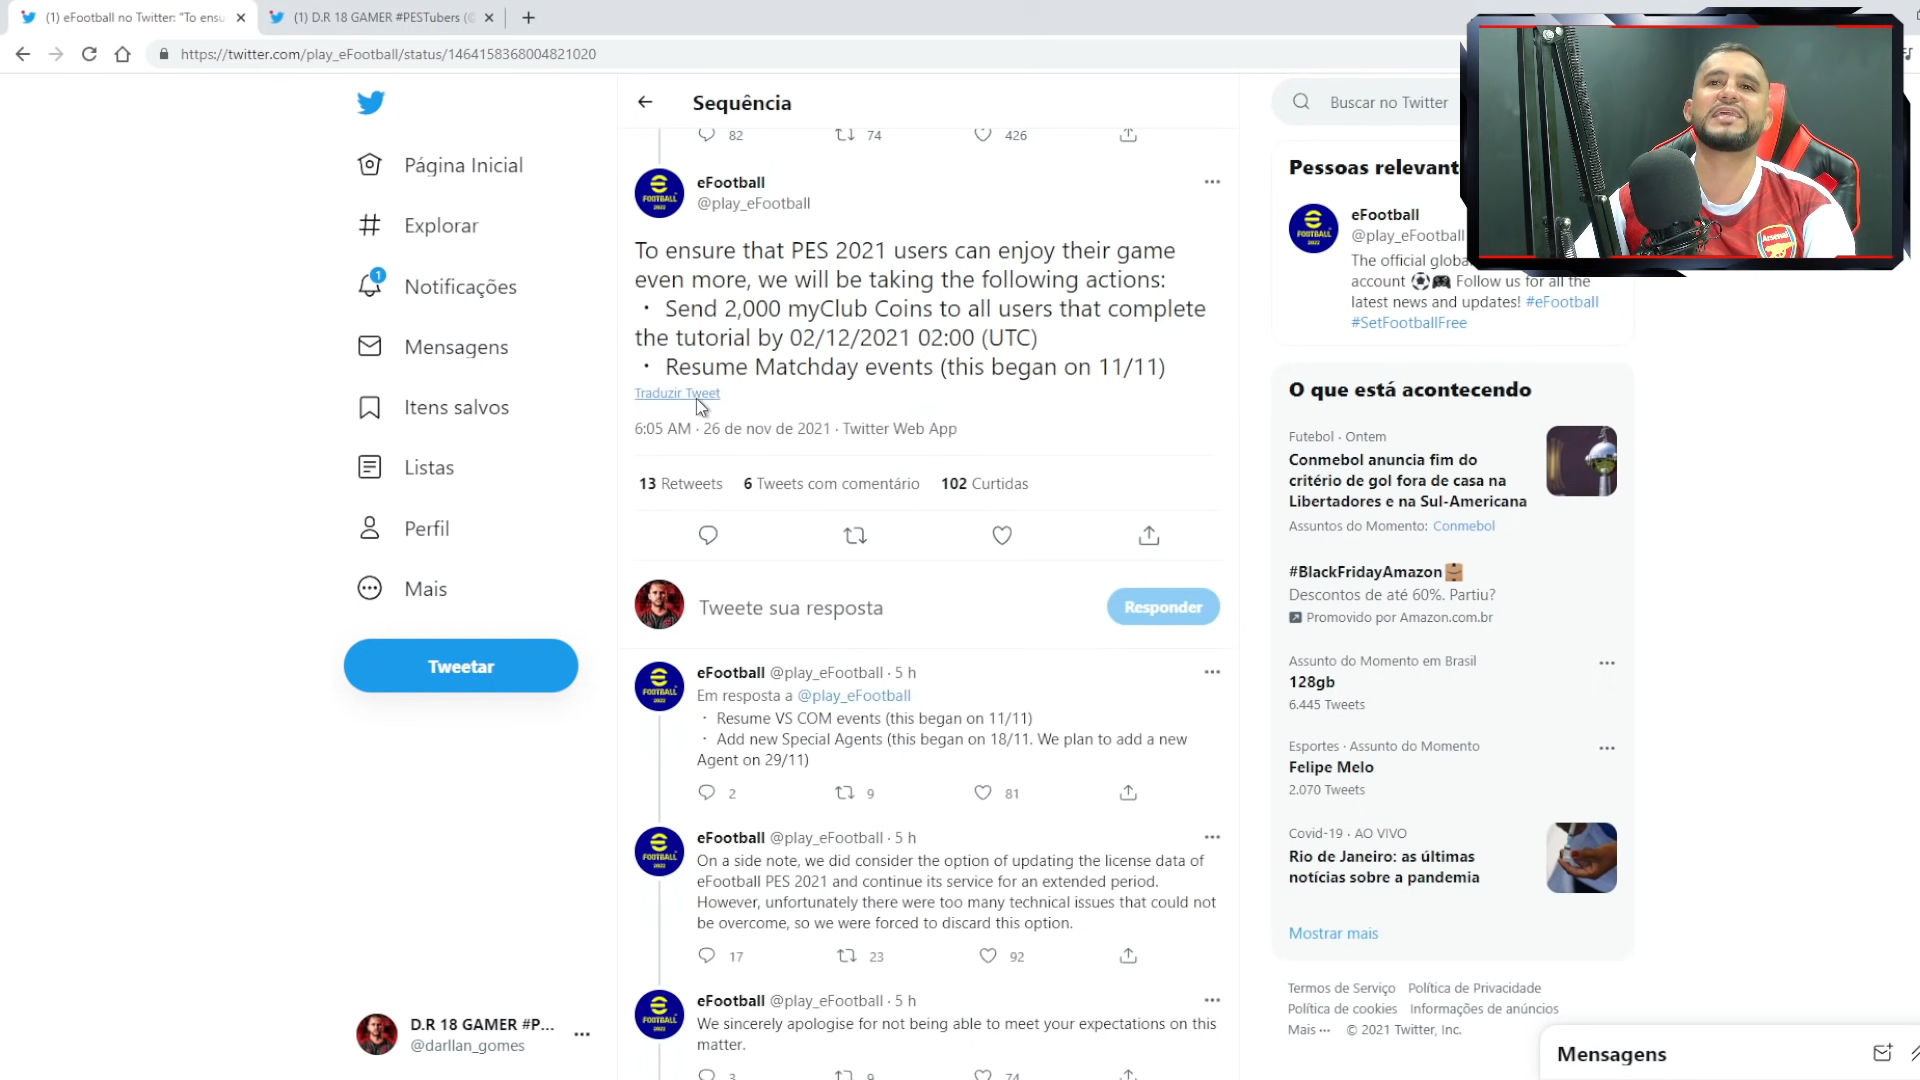 (1) eFootball no Twitter: "To ensu
(1) D.R 18 GAMER #PESTubers (
https://twitter.com/play_eFootball/status/1464158368004821020
Página Inicial
Explorar
1
Notificações
Mensagens
Itens salvos
Listas
Perfil
Mais
Tweetar
D.R 18 GAMER #P...
@darllan_gomes
Sequência
82
74
426
eFootball
@play_eFootball
To ensure that PES 2021 users can enjoy their game
even more, we will be taking the following actions:
・ Send 2,000 myClub Coins to all users that complete
the tutorial by 02/12/2021 02:00 (UTC)
・ Resume Matchday events (this began on 11/11)
Traduzir Tweet
6:05 AM · 26 de nov de 2021 · Twitter Web App
13 Retweets 6 Tweets com comentário 102 Curtidas
Tweete sua resposta
Responder
eFootball @play_eFootball · 5 h
Em resposta a @play_eFootball
・ Resume VS COM events (this began on 11/11)
・ Add new Special Agents (this began on 18/11. We plan to add a new
Agent on 29/11)
2
9
81
eFootball @play_eFootball · 5 h
On a side note, we did consider the option of updating the license data of
eFootball PES 2021 and continue its service for an extended period.
However, unfortunately there were too many technical issues that could not
be overcome, so we were forced to discard this option.
17
23
92
eFootball @play_eFootball · 5 h
We sincerely apologise for not being able to meet your expectations on this
matter.
3
9
74
Buscar no Twitter
Pessoas relevant
eFootball
@play_eFootball
The official globa
account Follow us for all the
latest news and updates! #eFootball
#SetFootballFree
O que está acontecendo
Futebol · Ontem
Conmebol anuncia fim do
critério de gol fora de casa na
Libertadores e na Sul-Americana
Assuntos do Momento: Conmebol
#BlackFridayAmazon
Descontos de até 60%. Partiu?
Promovido por Amazon.com.br
Assunto do Momento em Brasil
128gb
6.445 Tweets
Esportes · Assunto do Momento
Felipe Melo
2.070 Tweets
Covid-19 · AO VIVO
Rio de Janeiro: as últimas
notícias sobre a pandemia
Mostrar mais
Termos de Serviço Política de Privacidade
Política de cookies Informações de anúncios
Mais ··· © 2021 Twitter, Inc.
Mensagens
Arsenal